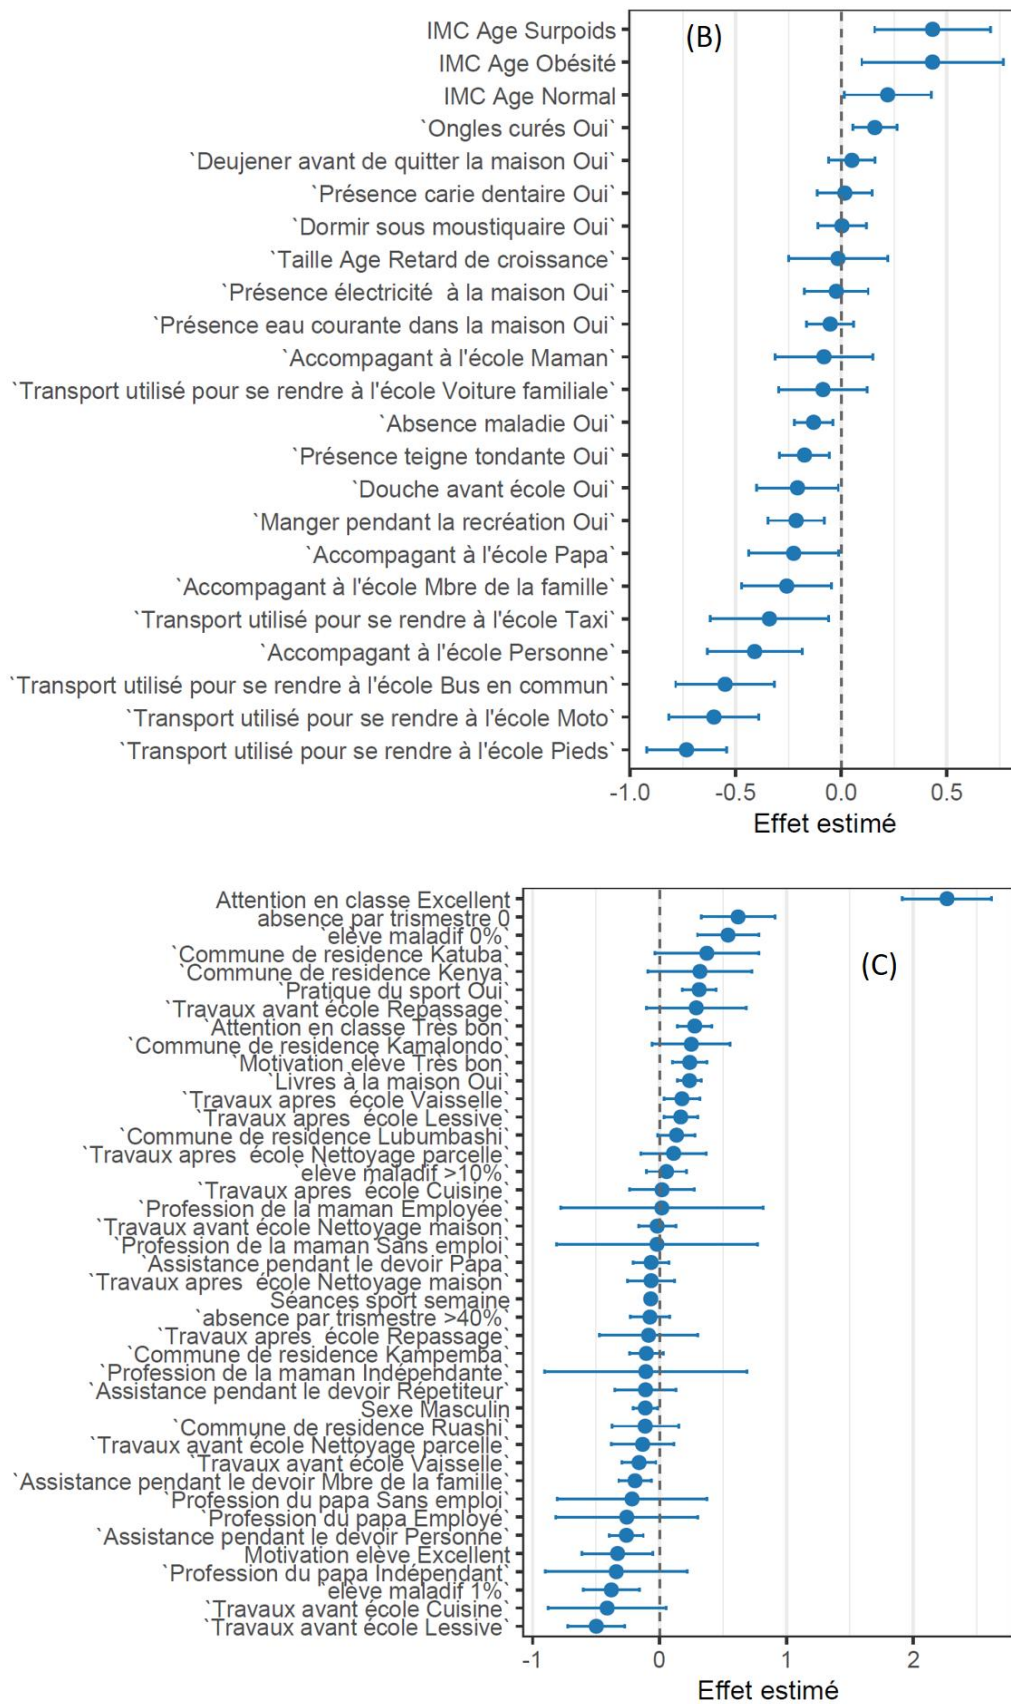 (B)
IMC Age Surpoids
IMC Age Obésité
IMC Age Normal
`Ongles curés Oui`
`Deujener avant de quitter la maison Oui`
`Présence carie dentaire Oui`
`Dormir sous moustiquaire Oui`
`Taille Age Retard de croissance`
`Présence électricité  à la maison Oui`
`Présence eau courante dans la maison Oui`
`Accompagant à l'école Maman`
`Transport utilisé pour se rendre à l'école Voiture familiale`
`Absence maladie Oui`
`Présence teigne tondante Oui`
`Douche avant école Oui`
`Manger pendant la recréation Oui`
`Accompagant à l'école Papa`
`Accompagant à l'école Mbre de la famille`
`Transport utilisé pour se rendre à l'école Taxi`
`Accompagant à l'école Personne`
`Transport utilisé pour se rendre à l'école Bus en commun`
`Transport utilisé pour se rendre à l'école Moto`
`Transport utilisé pour se rendre à l'école Pieds`
-1.0 -0.5 0.0 0.5
Effet estimé
(C)
Attention en classe Excellent
absence par trismestre 0
`elève maladif 0%`
`Commune de residence Katuba`
`Commune de residence Kenya`
`Pratique du sport Oui`
`Travaux avant école Repassage`
`Attention en classe Très bon`
`Commune de residence Kamalondo`
`Motivation elève Très bon`
`Livres à la maison Oui`
`Travaux apres  école Vaisselle`
`Travaux apres  école Lessive`
`Commune de residence Lubumbashi`
`Travaux apres  école Nettoyage parcelle`
`elève maladif >10%`
`Travaux apres  école Cuisine`
`Profession de la maman Employée`
`Travaux avant école Nettoyage maison`
`Profession de la maman Sans emploi`
`Assistance pendant le devoir Papa`
`Travaux apres  école Nettoyage maison`
Séances sport semaine
`absence par trismestre >40%`
`Travaux apres  école Repassage`
`Commune de residence Kampemba`
`Profession de la maman Indépendante`
`Assistance pendant le devoir Répetiteur`
Sexe Masculin
`Commune de residence Ruashi`
`Travaux avant école Nettoyage parcelle`
`Travaux avant école Vaisselle`
`Assistance pendant le devoir Mbre de la famille`
`Profession du papa Sans emploi`
`Profession du papa Employé`
`Assistance pendant le devoir Personne`
Motivation elève Excellent
`Profession du papa Indépendant`
`elève maladif 1%`
`Travaux avant école Cuisine`
`Travaux avant école Lessive`
-1 0 1 2
Effet estimé